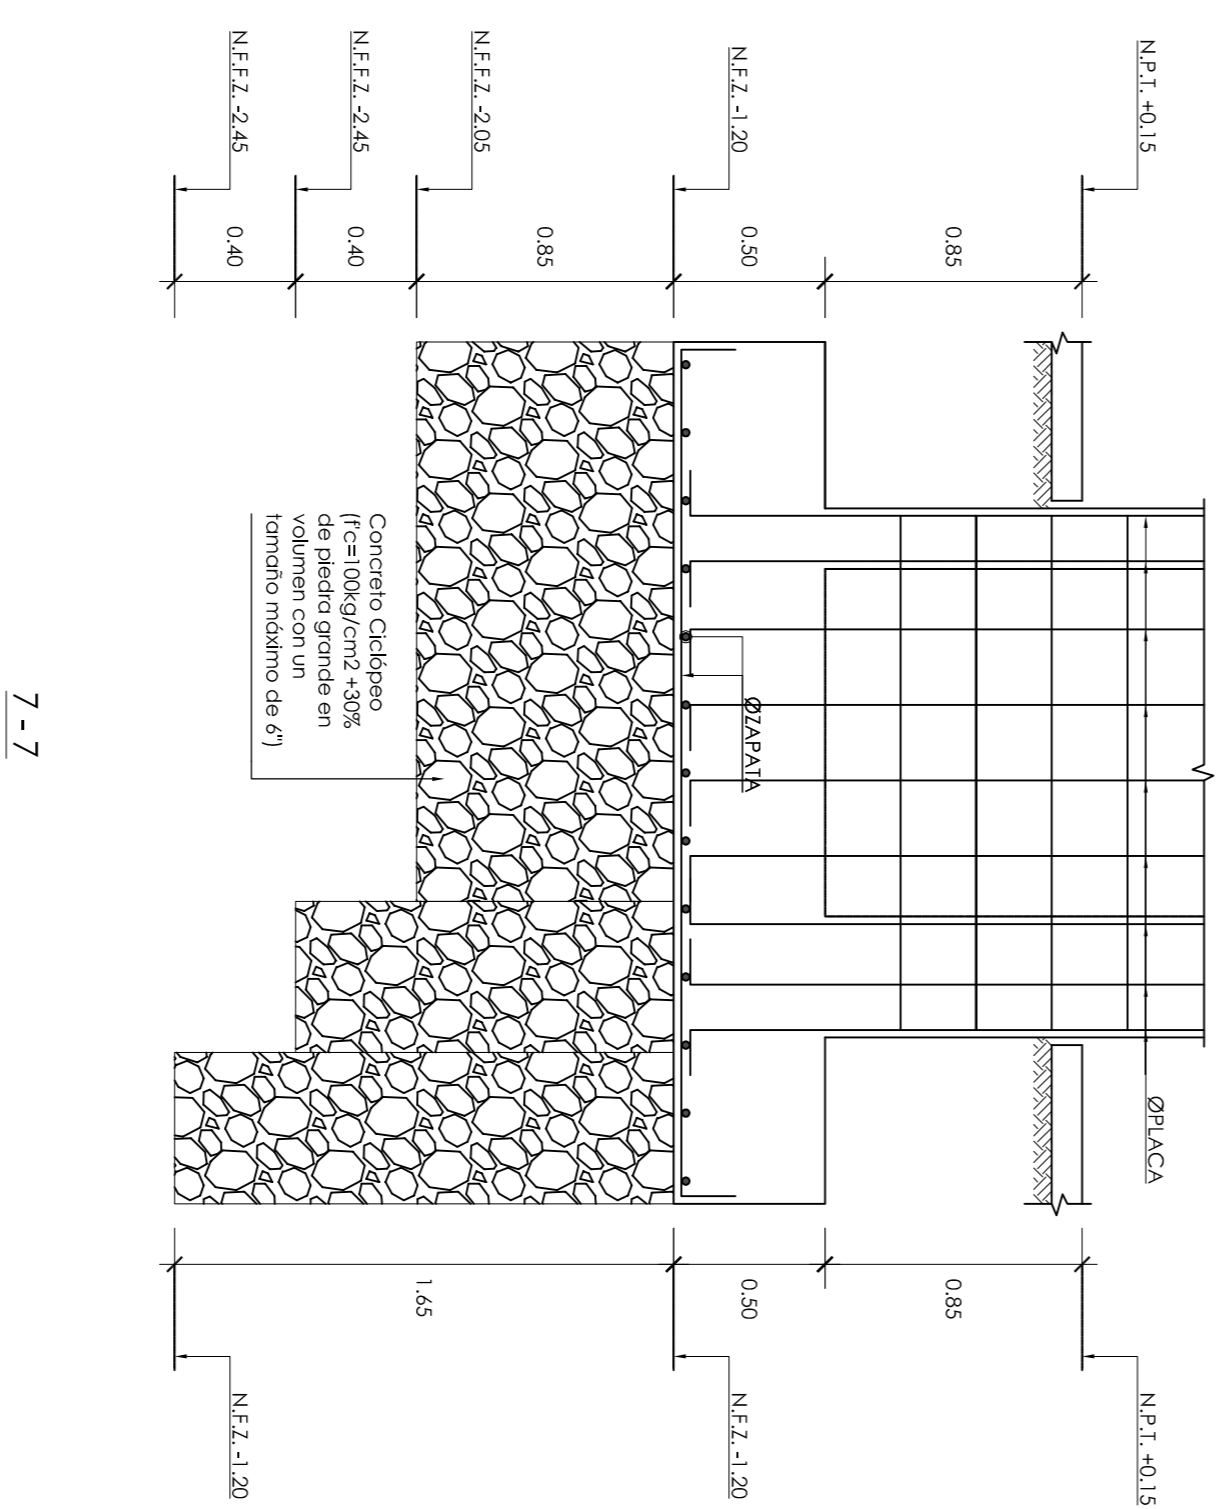 N.P.T. +0.15
N.F.Z. -1.20
N.F.F.Z. -2.05
N.F.F.Z. -2.45
N.F.F.Z. -2.45
0.85
0.50
0.85
0.40
0.40
ØPLACA
ØZAPATA
Concreto Ciclópeo
(f'c=100kg/cm2 +30%
de piedra grande en
volumen con un
tamaño máximo de 6")
0.85
0.50
1.65
N.P.T. +0.15
N.F.Z. -1.20
N.F.Z. -1.20
7 - 7